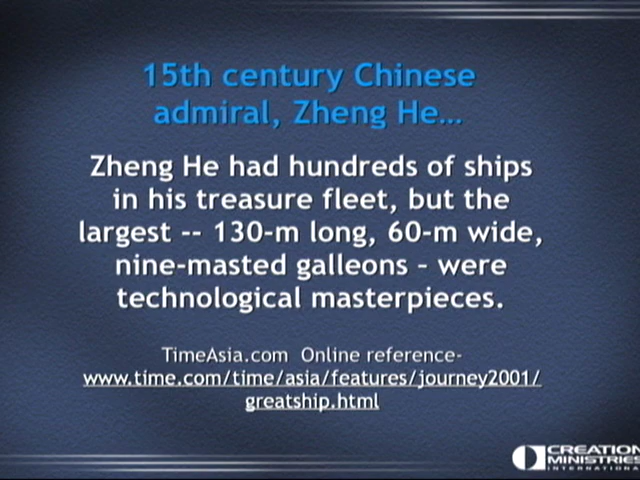 15th century Chinese
admiral, Zheng He...
Zheng He had hundreds of ships
in his treasure fleet, but the
largest -- 130-m long, 60-m wide,
nine-masted galleons – were
technological masterpieces.
TimeAsia.com  Online reference-
www.time.com/time/asia/features/journey2001/
greatship.html
CREATION
MINISTRIES
INTERNATIONAL